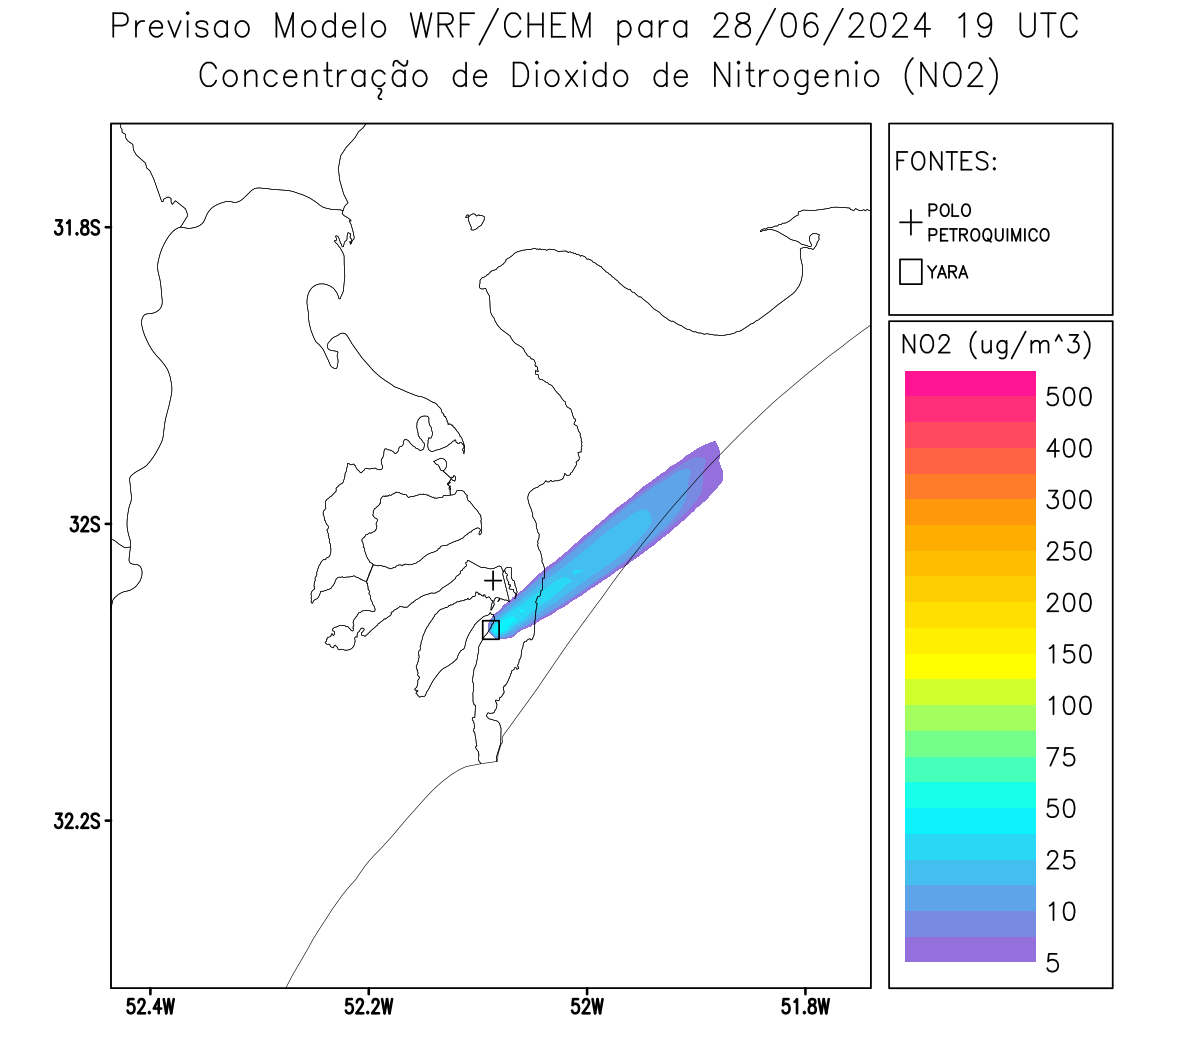 Previsao Modelo WRF/CHEM para 28/06/2024 19 UTC
Concentração de Dioxido de Nitrogenio (NO2)
FONTES:
POLO
PETROQUIMICO
YARA
NO2 (ug/m^3)
500
400
300
250
200
150
100
75
50
25
10
5
31.8S
32S
32.2S
52.4W
52.2W
52W
51.8W